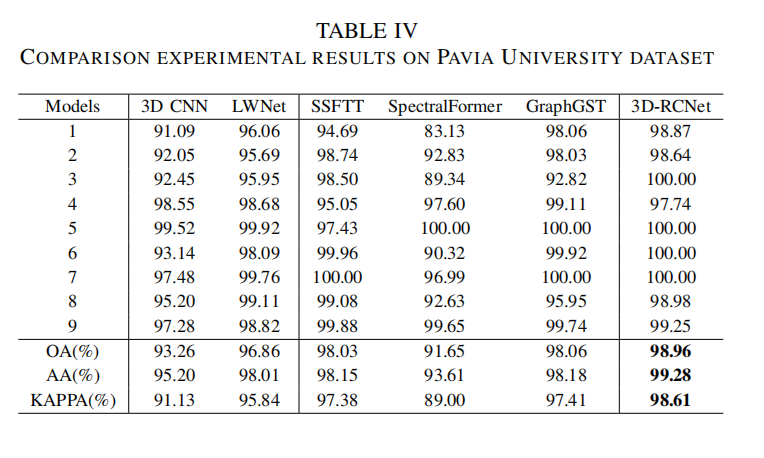 TABLE IV
COMPARISON EXPERIMENTAL RESULTS ON PAVIA UNIVERSITY DATASET
Models 3D CNN LWNet SSFTT SpectralFormer GraphGST 3D-RCNet
1 91.09 96.06 94.69 83.13 98.06 98.87
2 92.05 95.69 98.74 92.83 98.03 98.64
3 92.45 95.95 98.50 89.34 92.82 100.00
4 98.55 98.68 95.05 97.60 99.11 97.74
5 99.52 99.92 97.43 100.00 100.00 100.00
6 93.14 98.09 99.96 90.32 99.92 100.00
7 97.48 99.76 100.00 96.99 100.00 100.00
8 95.20 99.11 99.08 92.63 95.95 98.98
9 97.28 98.82 99.88 99.65 99.74 99.25
OA(%) 93.26 96.86 98.03 91.65 98.06 98.96
AA(%) 95.20 98.01 98.15 93.61 98.18 99.28
KAPPA(%) 91.13 95.84 97.38 89.00 97.41 98.61